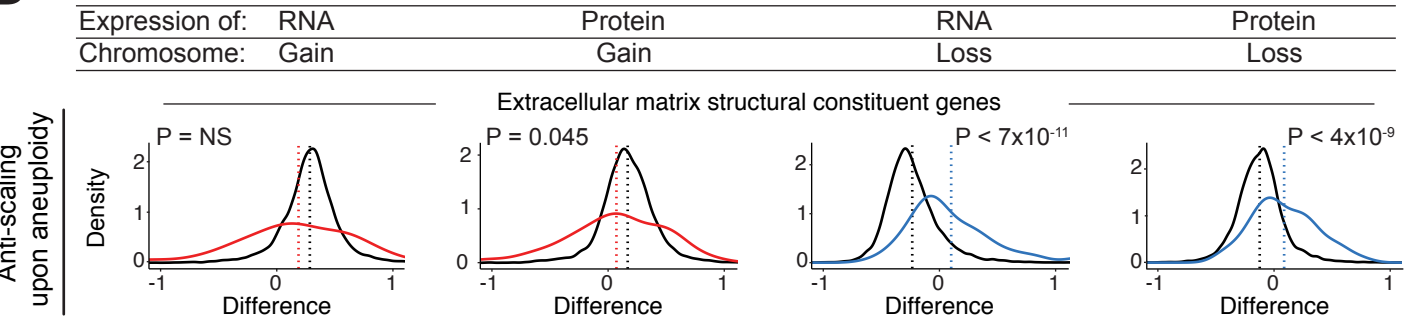 Expression of: RNA Protein RNA Protein
Chromosome: Gain Gain Loss Loss
Extracellular matrix structural constituent genes
Anti-scaling
upon aneuploidy
Density
P = NS
2
1
0
-1 0 1
Difference
P = 0.045
2
1
0
-1 0 1
Difference
P < 7x10⁻¹¹
2
1
0
-1 0 1
Difference
P < 4x10⁻⁹
2
1
0
-1 0 1
Difference